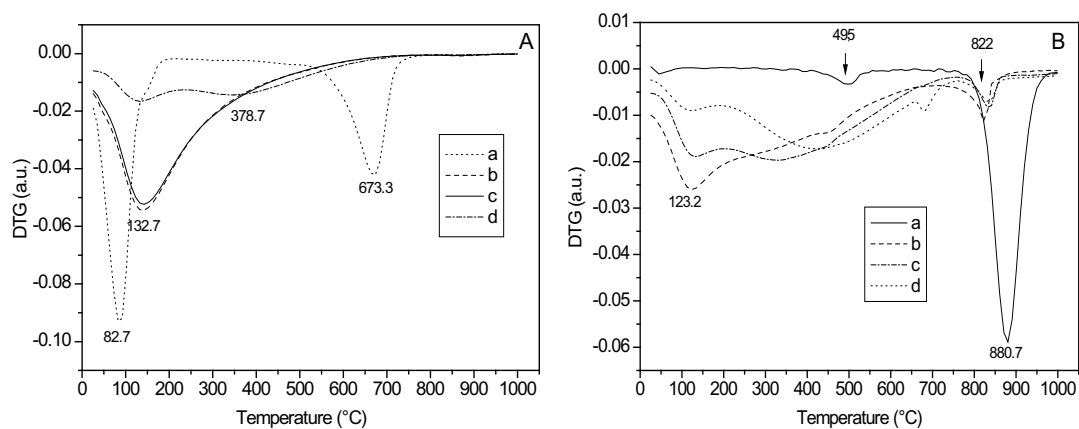 A
0.00
-0.02
-0.04
-0.06
-0.08
-0.10
DTG (a.u.)
378.7
132.7
673.3
82.7
a
b
c
d
0 100 200 300 400 500 600 700 800 900 1000
Temperature (°C)
B
0.01
0.00
-0.01
-0.02
-0.03
-0.04
-0.05
-0.06
DTG (a.u.)
495
822
123.2
880.7
a
b
c
d
0 100 200 300 400 500 600 700 800 900 1000
Temperature (°C)